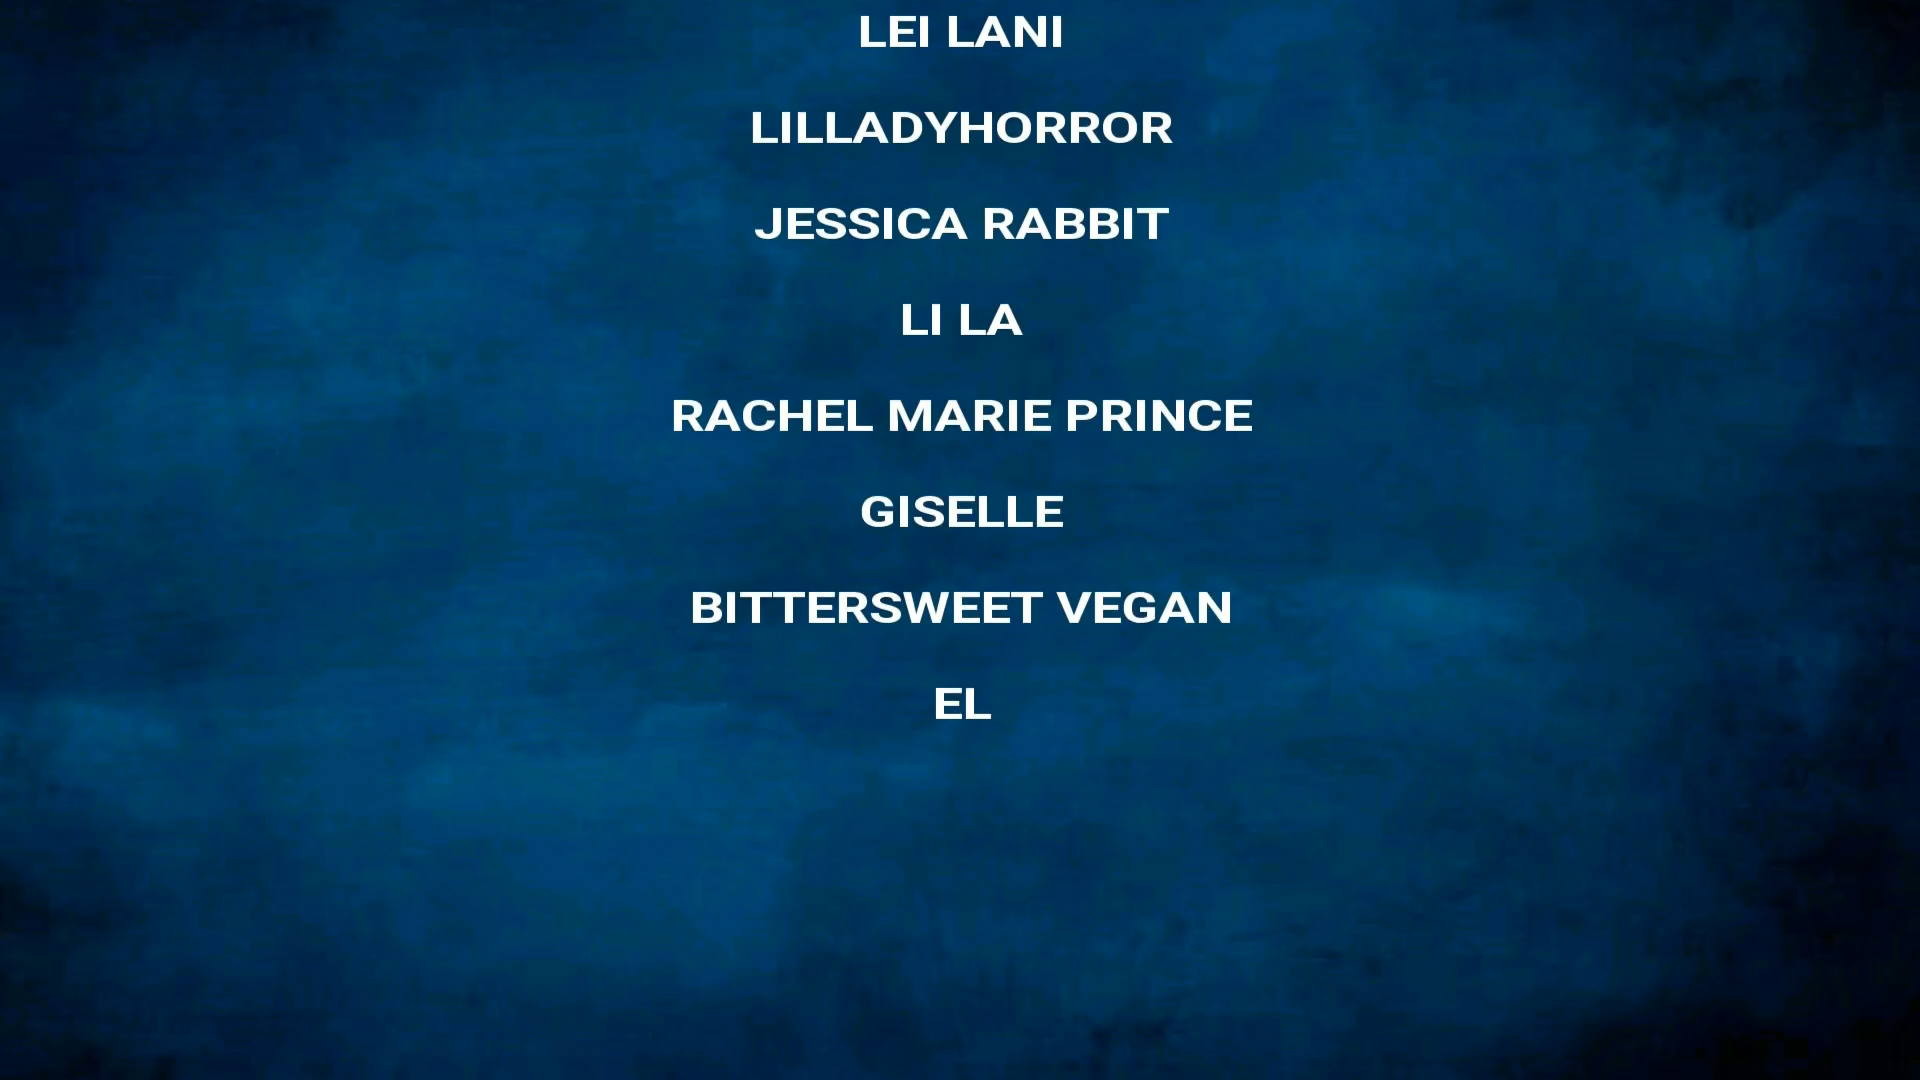 LEI LANI
LILLADYHORROR
JESSICA RABBIT
LI LA
RACHEL MARIE PRINCE
GISELLE
BITTERSWEET VEGAN
EL